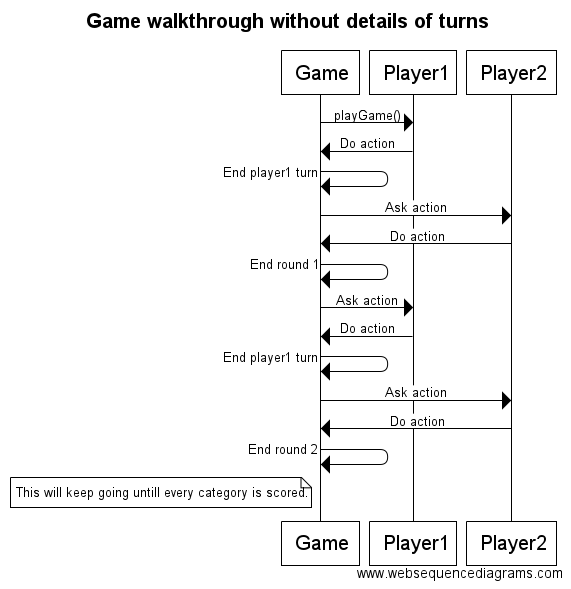 Game walkthrough without details of turns
Game Player1 Player2
playGame()
Do action
End player1 turn
Ask action
Do action
End round 1
Ask action
Do action
End player1 turn
Ask action
Do action
End round 2
This will keep going untill every category is scored.
Game Player1 Player2
www.websequencediagrams.com